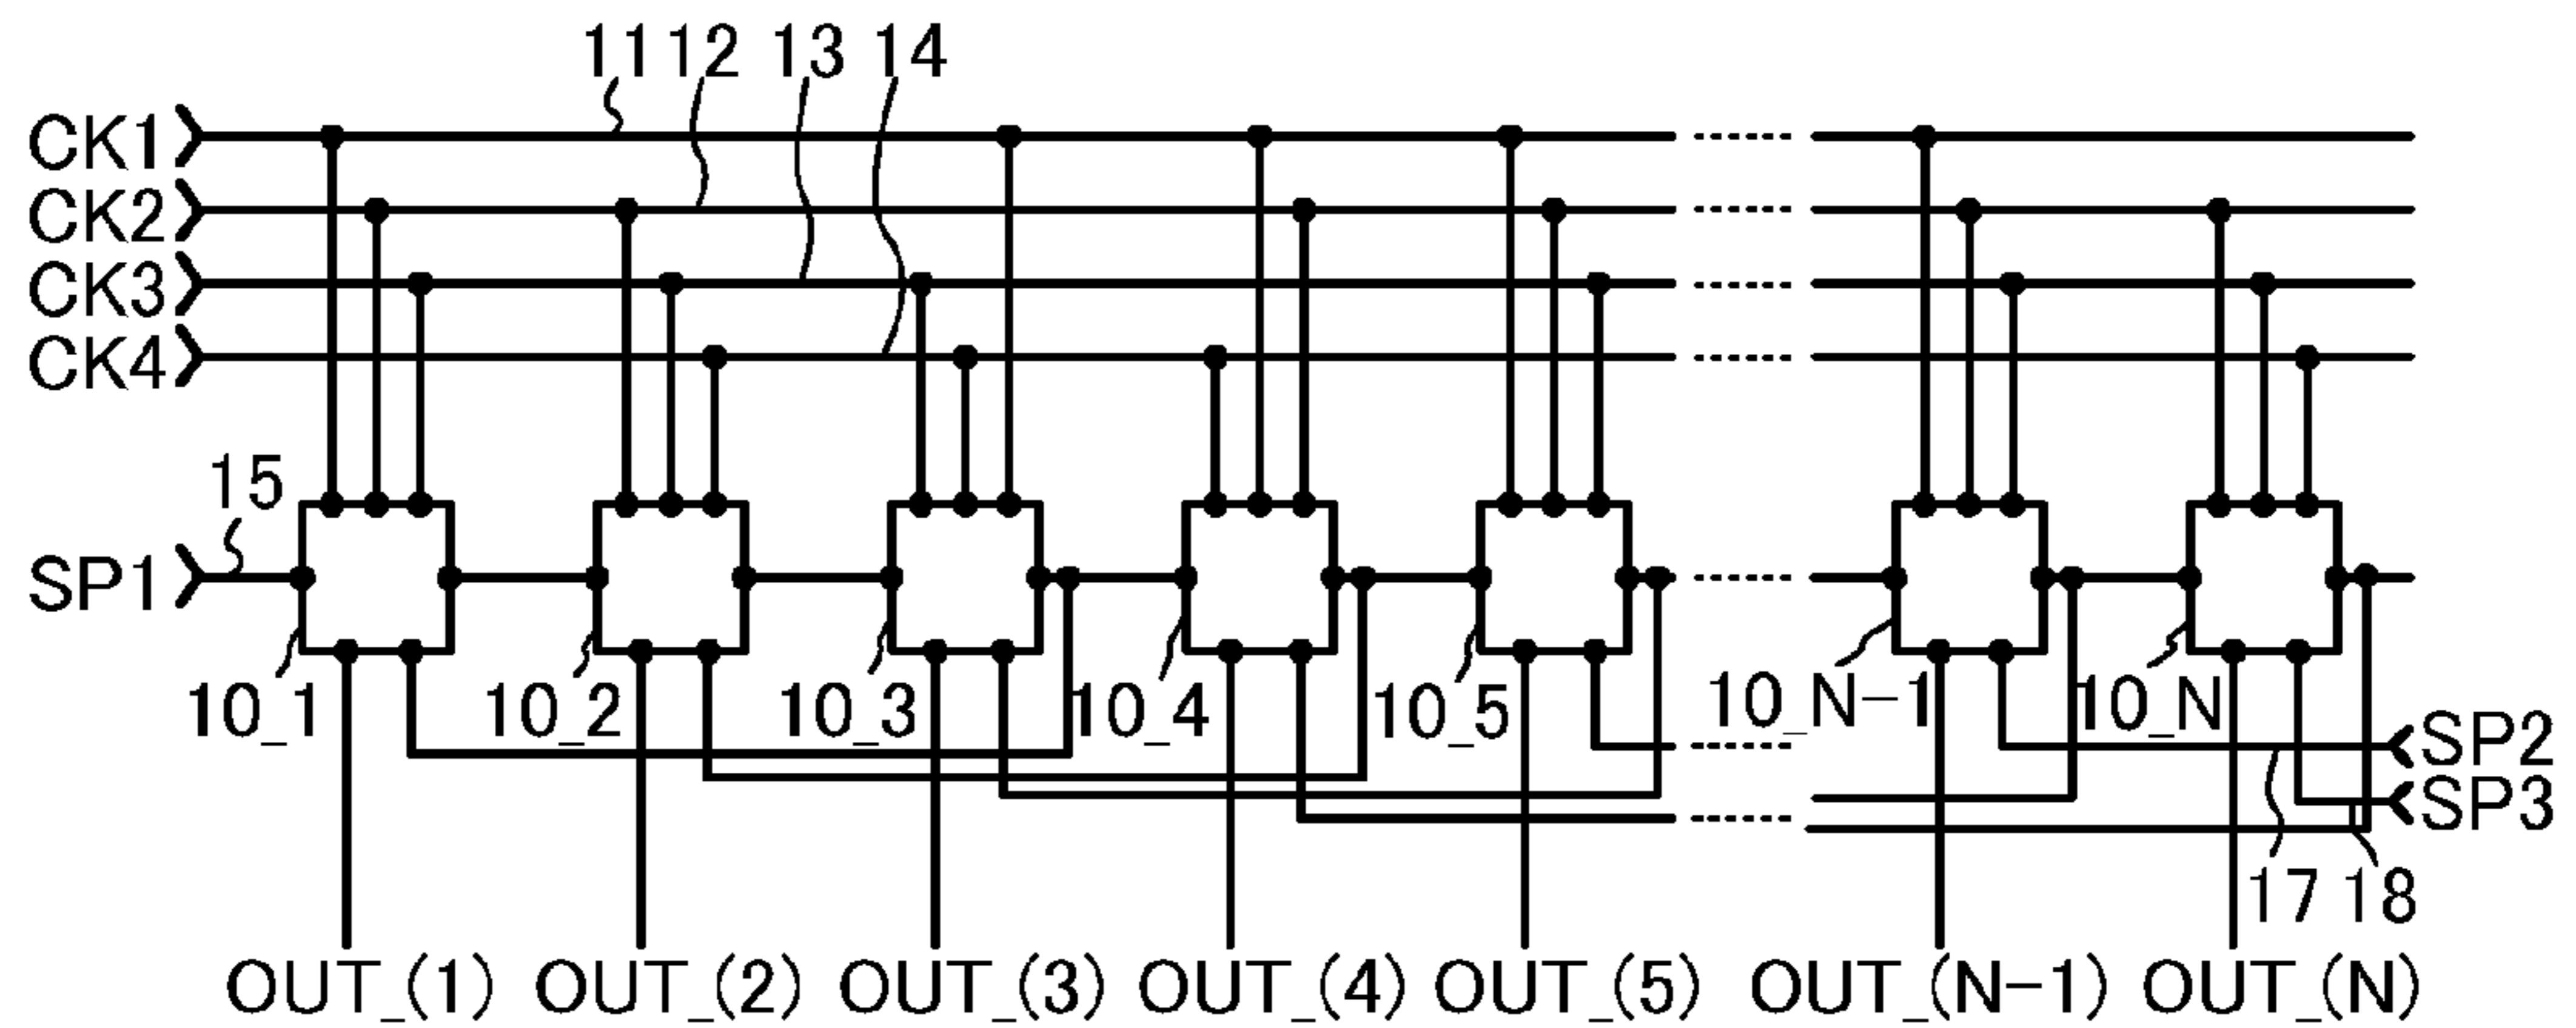 11 12 13 14
CK1
CK2
CK3
CK4
15
SP1
10_1 10_2 10_3 10_4 10_5 10_N-1 10_N
SP2
SP3
17 18
OUT_(1) OUT_(2) OUT_(3) OUT_(4) OUT_(5) OUT_(N-1) OUT_(N)